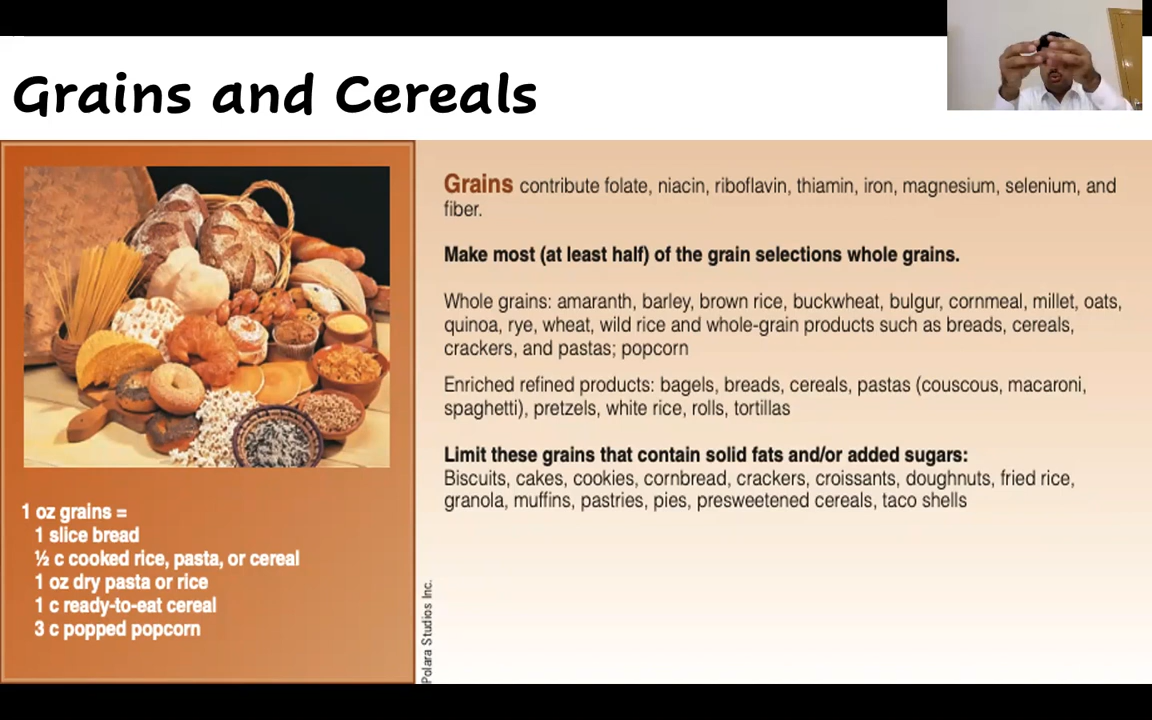 Grains and Cereals
Grains contribute folate, niacin, riboflavin, thiamin, iron, magnesium, selenium, and
fiber.
Make most (at least half) of the grain selections whole grains.
Whole grains: amaranth, barley, brown rice, buckwheat, bulgur, cornmeal, millet, oats,
quinoa, rye, wheat, wild rice and whole-grain products such as breads, cereals,
crackers, and pastas; popcorn
Enriched refined products: bagels, breads, cereals, pastas (couscous, macaroni,
spaghetti), pretzels, white rice, rolls, tortillas
Limit these grains that contain solid fats and/or added sugars:
Biscuits, cakes, cookies, cornbread, crackers, croissants, doughnuts, fried rice,
granola, muffins, pastries, pies, presweetened cereals, taco shells
1 oz grains =
1 slice bread
½ c cooked rice, pasta, or cereal
1 oz dry pasta or rice
1 c ready-to-eat cereal
3 c popped popcorn
Polara Studios Inc.